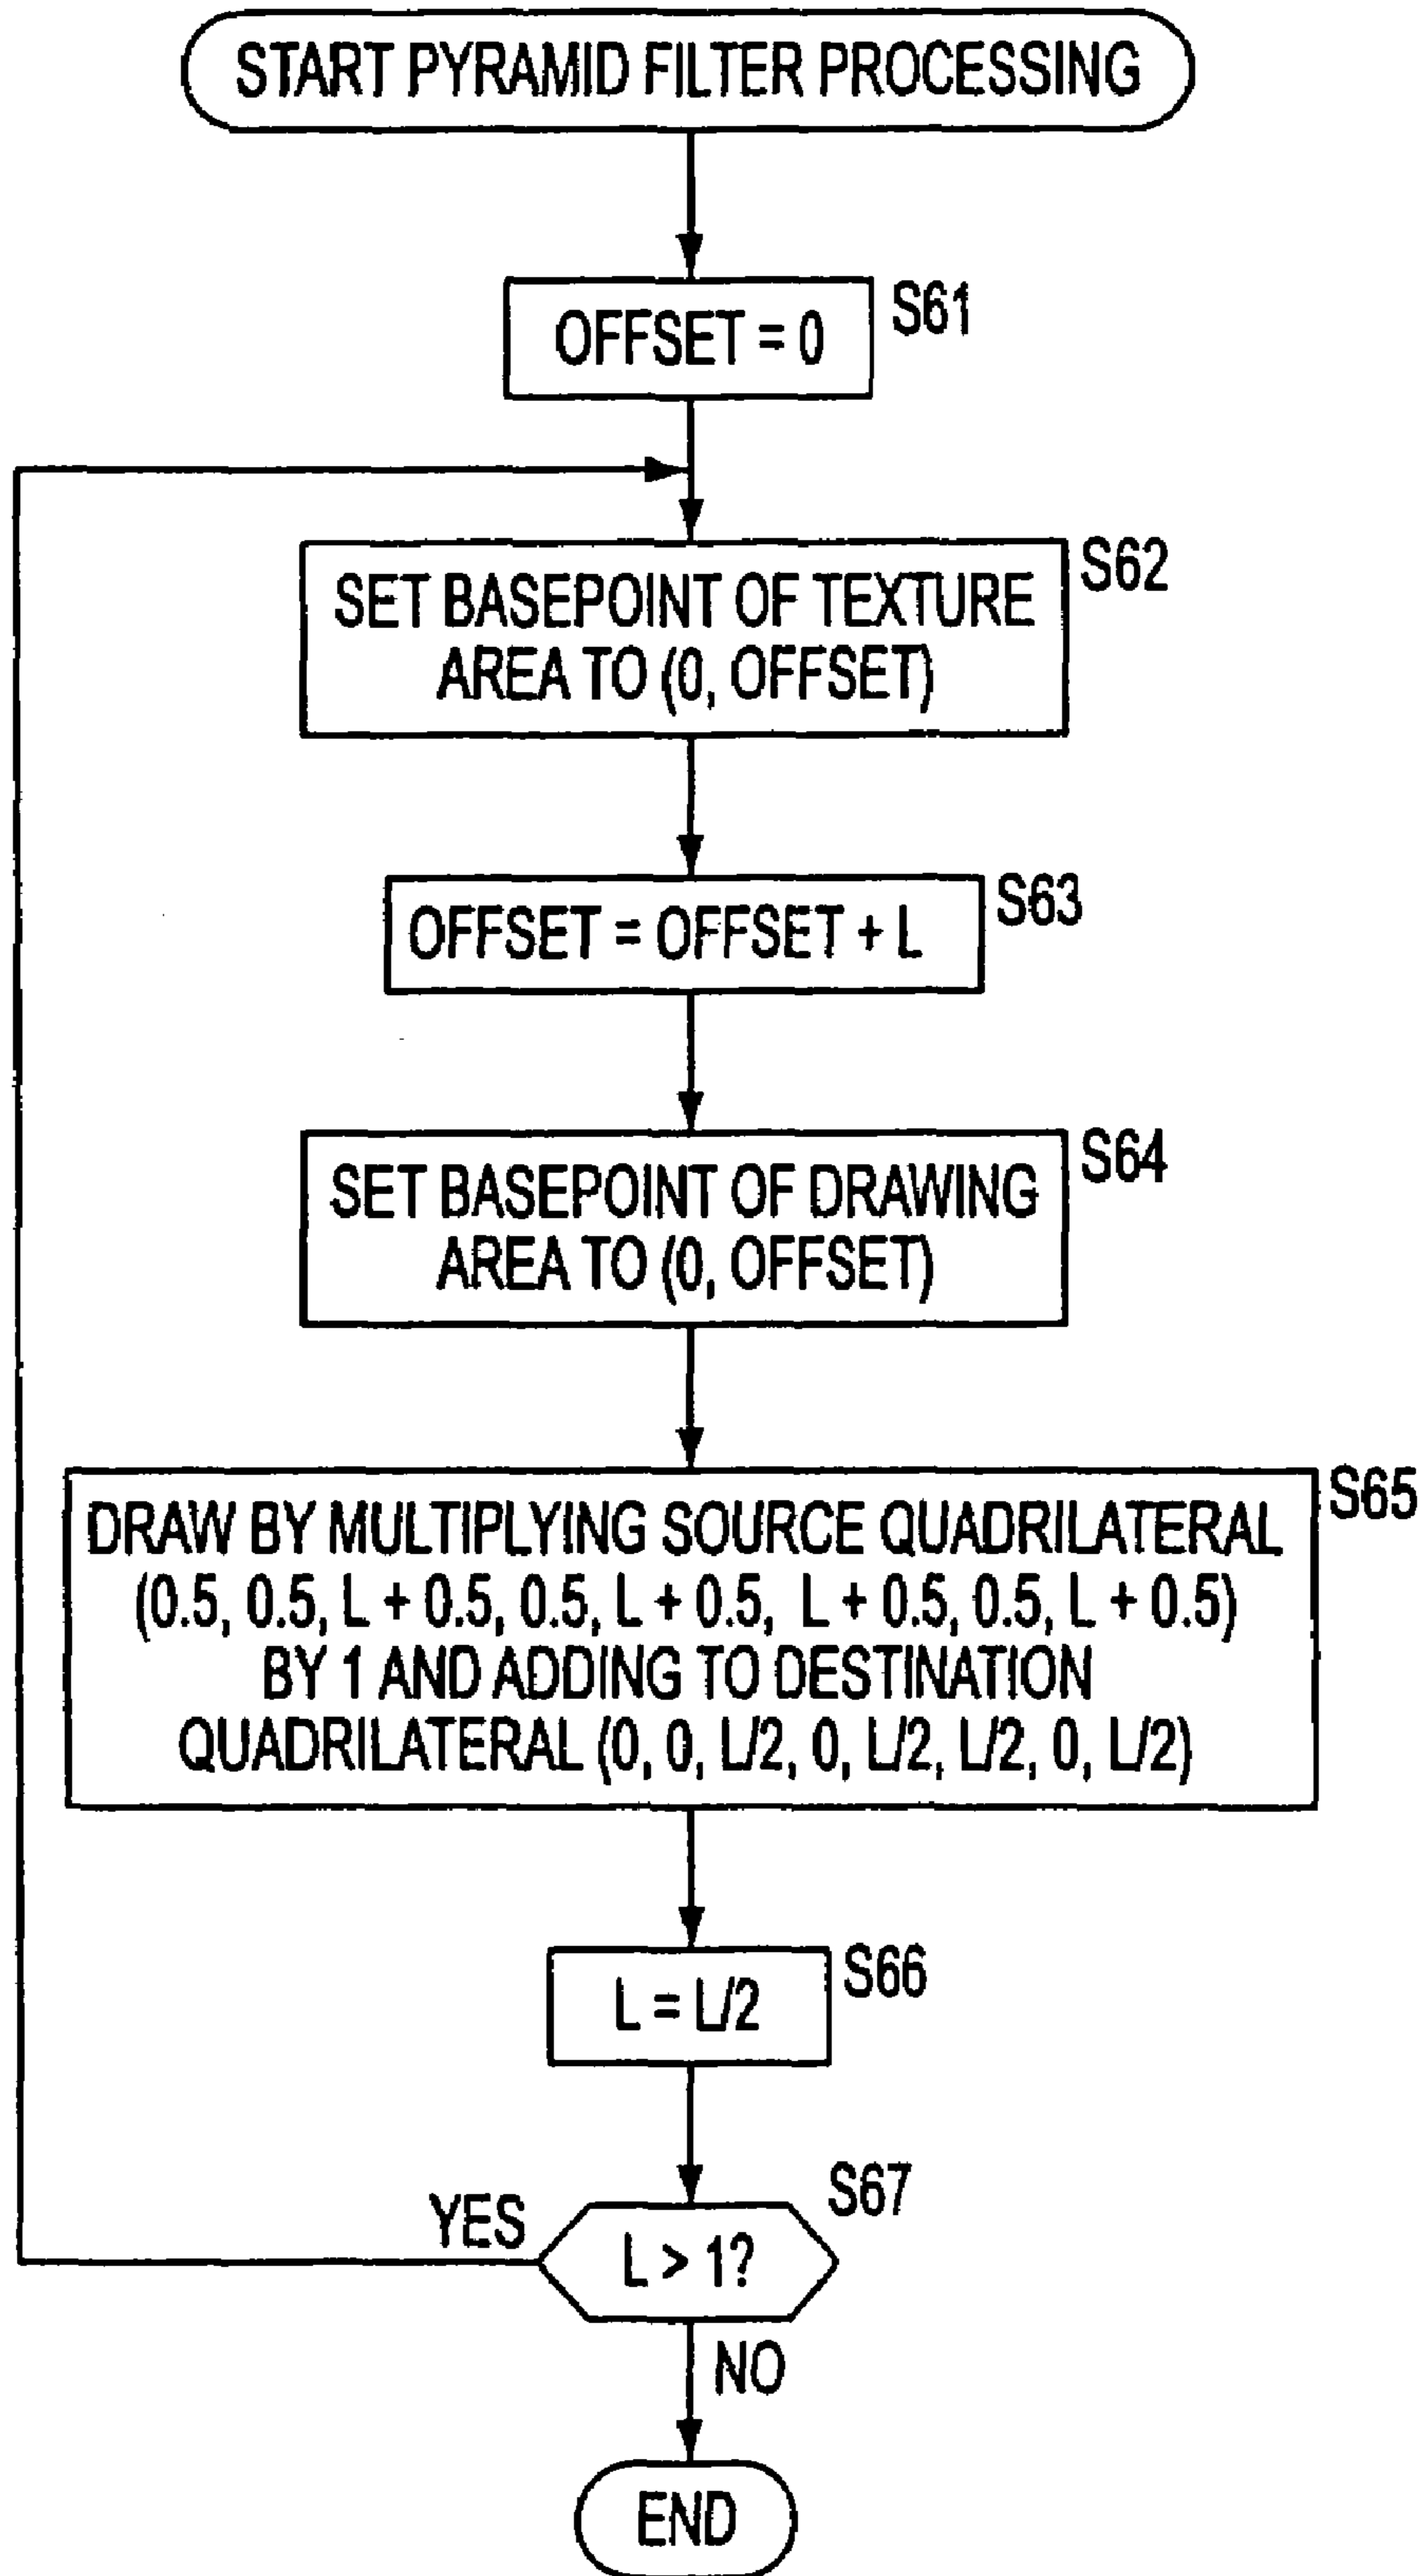 START PYRAMID FILTER PROCESSING
OFFSET = 0
S61
SET BASEPOINT OF TEXTURE
AREA TO (0, OFFSET)
S62
OFFSET = OFFSET + L
S63
SET BASEPOINT OF DRAWING
AREA TO (0, OFFSET)
S64
DRAW BY MULTIPLYING SOURCE QUADRILATERAL
(0.5, 0.5, L + 0.5, 0.5, L + 0.5, L + 0.5, 0.5, L + 0.5)
BY 1 AND ADDING TO DESTINATION
QUADRILATERAL (0, 0, L/2, 0, L/2, L/2, 0, L/2)
S65
L = L/2
S66
S67
YES
L > 1?
NO
END